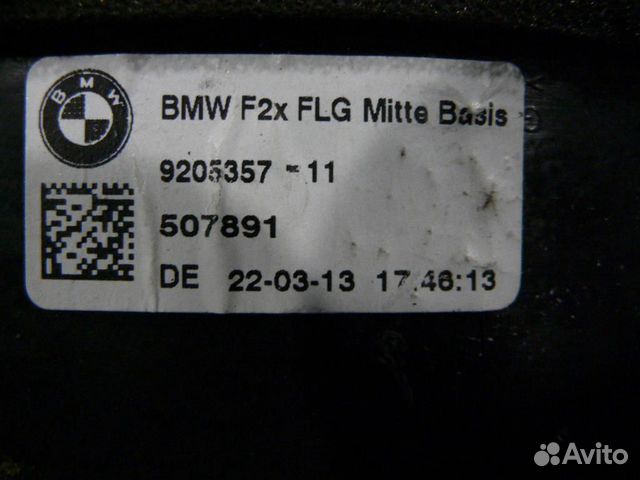 BMW
BMW F2x FLG Mitte Basis
9205357 - 11
507891
DE 22-03-13 17:46:13
Avito